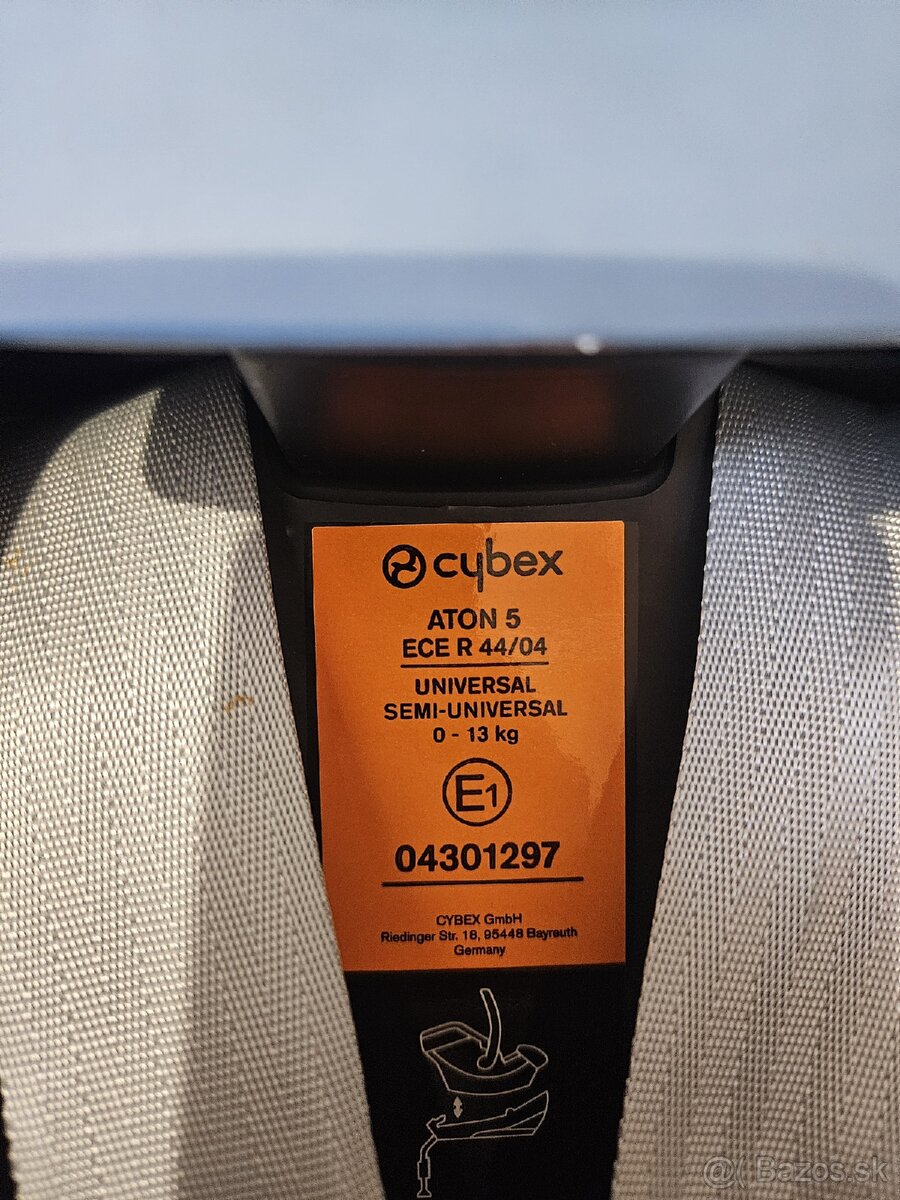 cybex
ATON 5
ECE R 44/04
UNIVERSAL
SEMI-UNIVERSAL
0 - 13 kg
E1
04301297
CYBEX GmbH
Riedinger Str. 18, 95448 Bayreuth
Germany
@( Bazos.sk